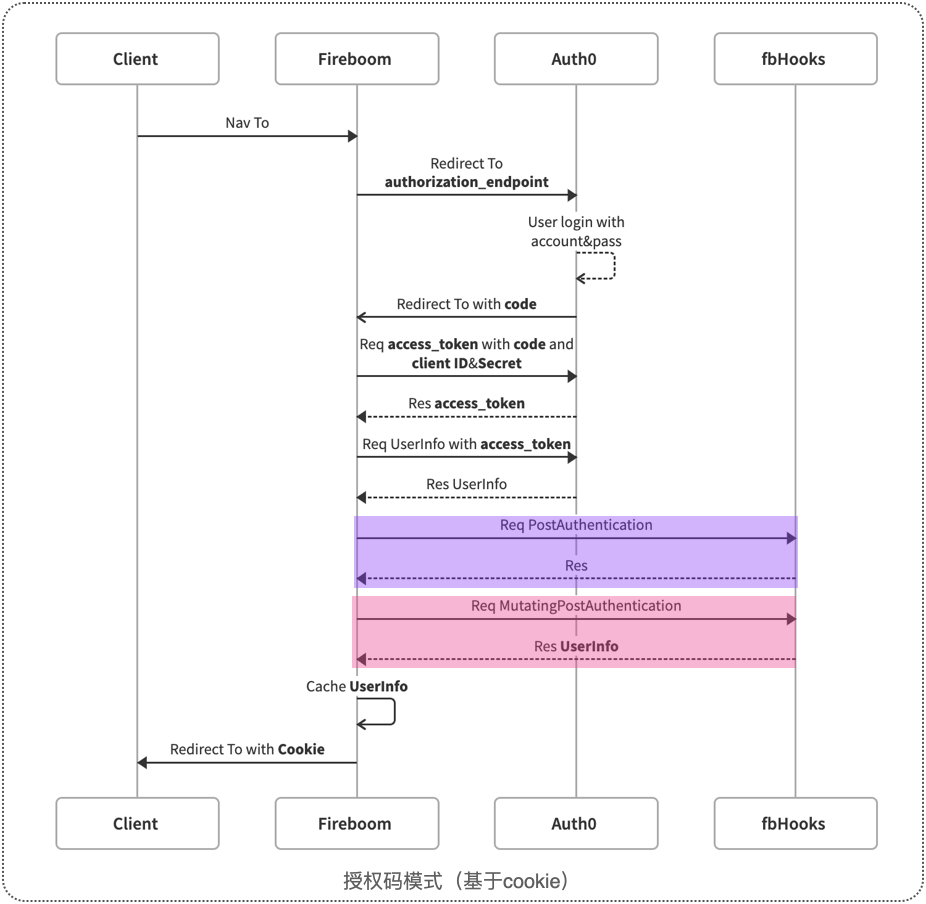 Client
Fireboom
Auth0
fbHooks
Nav To
Redirect To
authorization_endpoint
User login with
account&pass
Redirect To with code
Req access_token with code and
client ID&Secret
Res access_token
Req UserInfo with access_token
Res UserInfo
Req PostAuthentication
Res
Req MutatingPostAuthentication
Res UserInfo
Cache UserInfo
Redirect To with Cookie
Client
Fireboom
Auth0
fbHooks
授权码模式（基于cookie）